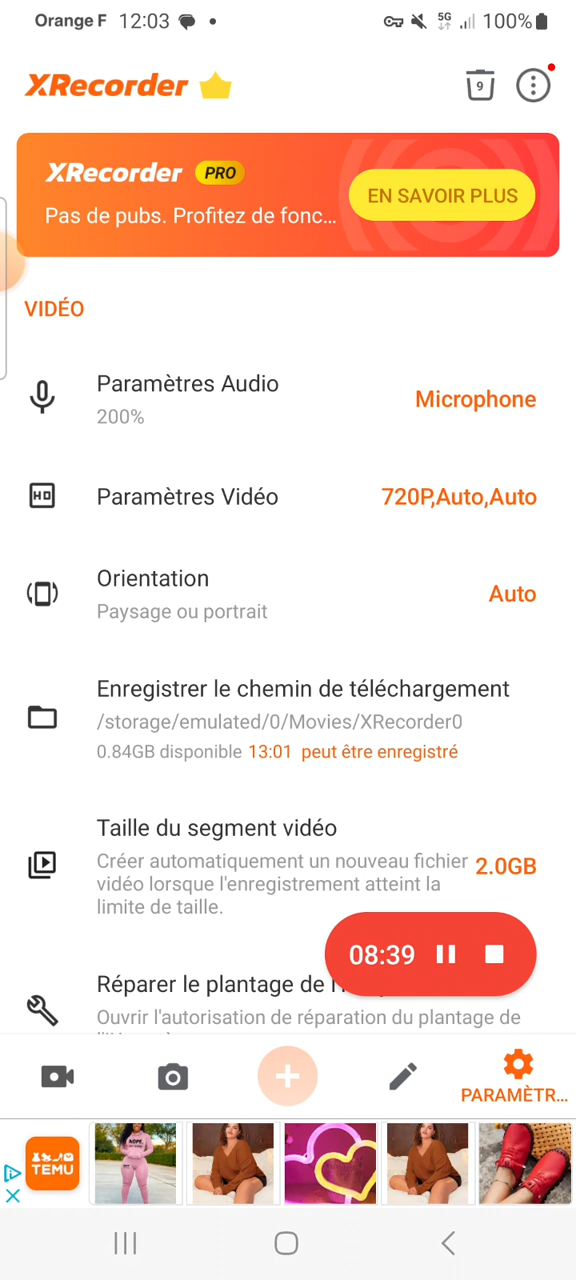 Orange F 12:03 5G 100%
XRecorder 9
XRecorder PRO
Pas de pubs. Profitez de fonc...
EN SAVOIR PLUS
VIDÉO
Paramètres Audio
200%
Microphone
HD
Paramètres Vidéo
720P,Auto,Auto
Orientation
Paysage ou portrait
Auto
Enregistrer le chemin de téléchargement
/storage/emulated/0/Movies/XRecorder0
0.84GB disponible 13:01 peut être enregistré
Taille du segment vidéo
Créer automatiquement un nouveau fichier
vidéo lorsque l'enregistrement atteint la
limite de taille.
2.0GB
08:39
Réparer le plantage de
Ouvrir l'autorisation de réparation du plantage de
PARAMÈTR...
TEMU